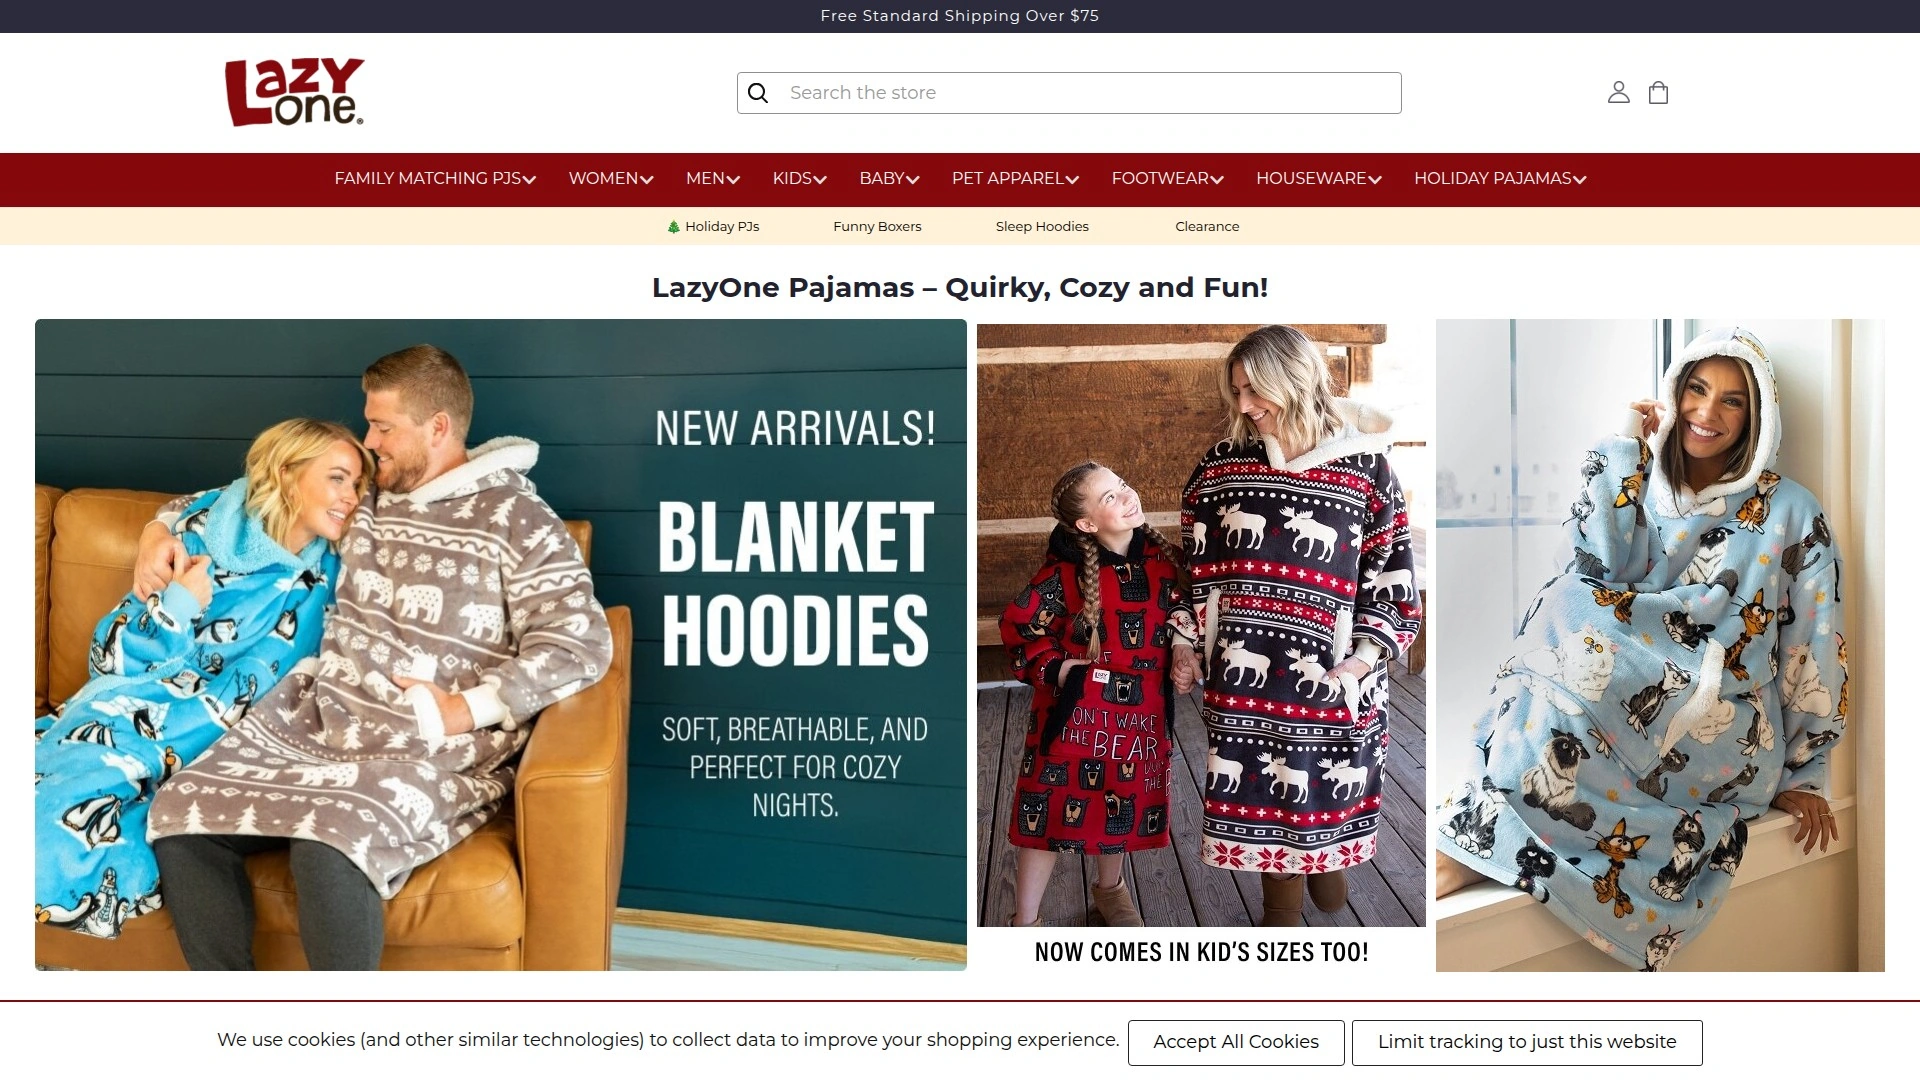 Free Standard Shipping Over $75
Lazy
one.
Search the store
FAMILY MATCHING PJS
WOMEN
MEN
KIDS
BABY
PET APPAREL
FOOTWEAR
HOUSEWARE
HOLIDAY PAJAMAS
🎄 Holiday PJs
Funny Boxers
Sleep Hoodies
Clearance
LazyOne Pajamas – Quirky, Cozy and Fun!
NEW ARRIVALS!
BLANKET
HOODIES
SOFT, BREATHABLE, AND
PERFECT FOR COZY
NIGHTS.
LAZY
ON'T WAKE
THE BEAR
THE
NOW COMES IN KID'S SIZES TOO!
We use cookies (and other similar technologies) to collect data to improve your shopping experience.
Accept All Cookies
Limit tracking to just this website